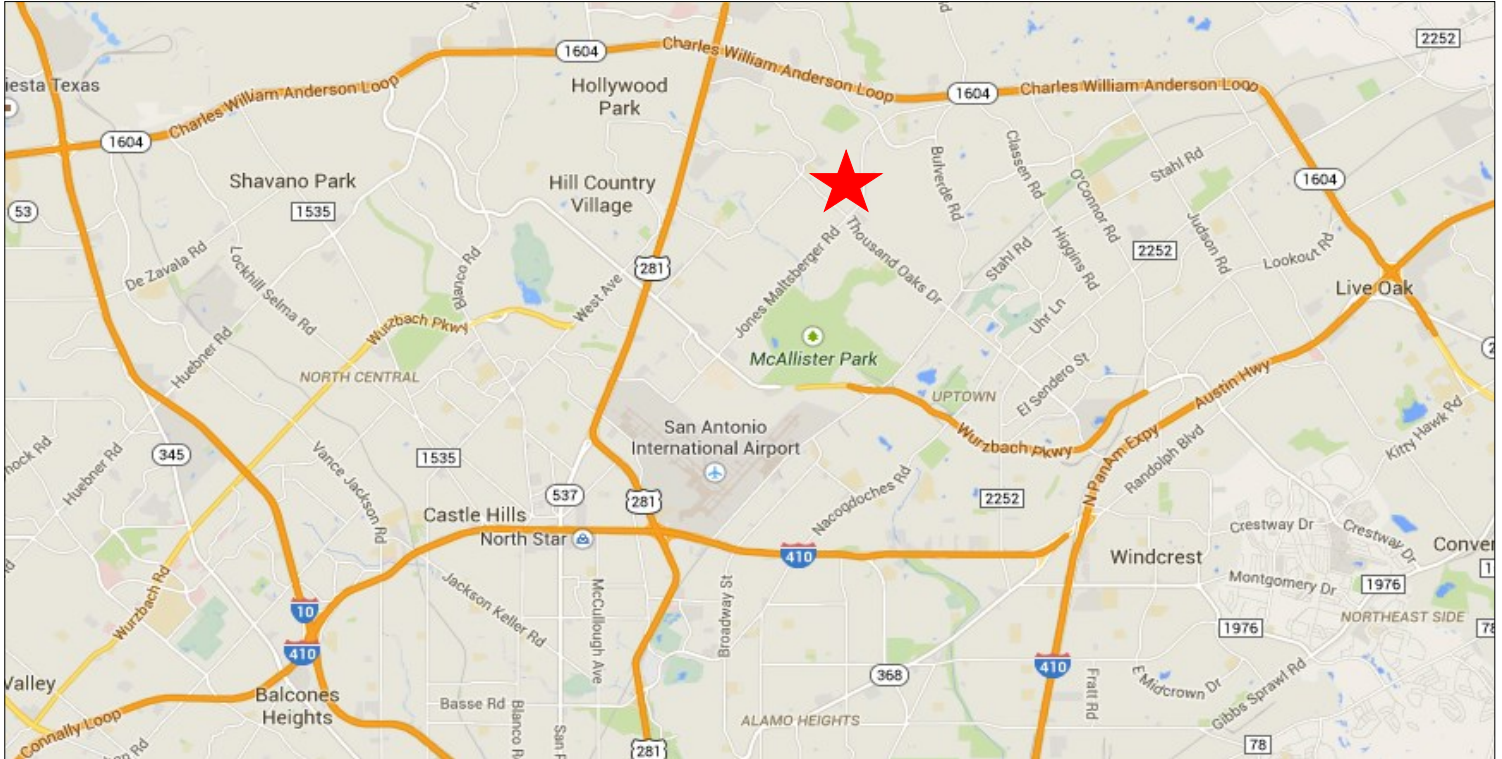 2252
1604
Charles William Anderson Loop
iesta Texas
Hollywood
Park
Charles William Anderson Loop
1604
Charles William Anderson Loop
1604
Shavano Park
Hill Country
Village
Bulverde Rd
Classen Rd
O'Connor Rd
Stahl Rd
1604
53
1535
De Zavala Rd
Lockhill Selma Rd
Blanco Rd
281
West Ave
Jones Maltsberger Rd
Thousand Oaks Dr
Stahl Rd
Higgins Rd
2252
Judson Rd
Lookout Rd
Live Oak
Uhr Ln
Wurzbach Pkwy
Huebner Rd
McAllister Park
2
NORTH CENTRAL
UPTOWN
El Sendero St
Austin Hwy
San Antonio
International Airport
Wurzbach Pkwy
Kitty Hawk Rd
nock Rd
Huebner Rd
345
Vance Jackson Rd
1535
537
281
Nacogdoches Rd
2252
N PanAm Expy
Randolph Blvd
Castle Hills
North Star
410
Crestway Dr
Crestway Dr
Windcrest
Conver
1
Montgomery Dr
1976
NORTHEAST SIDE
Wurzbach Rd
10
Jackson Keller Rd
McCullough Ave
Broadway St
1976
78
410
368
410
Fratt Rd
E Midcrown Dr
Gibbs Sprawl Rd
Valley
Balcones
Heights
Basse Rd
Blanco R
San P
ALAMO HEIGHTS
Connally Loop
Rd
281
78